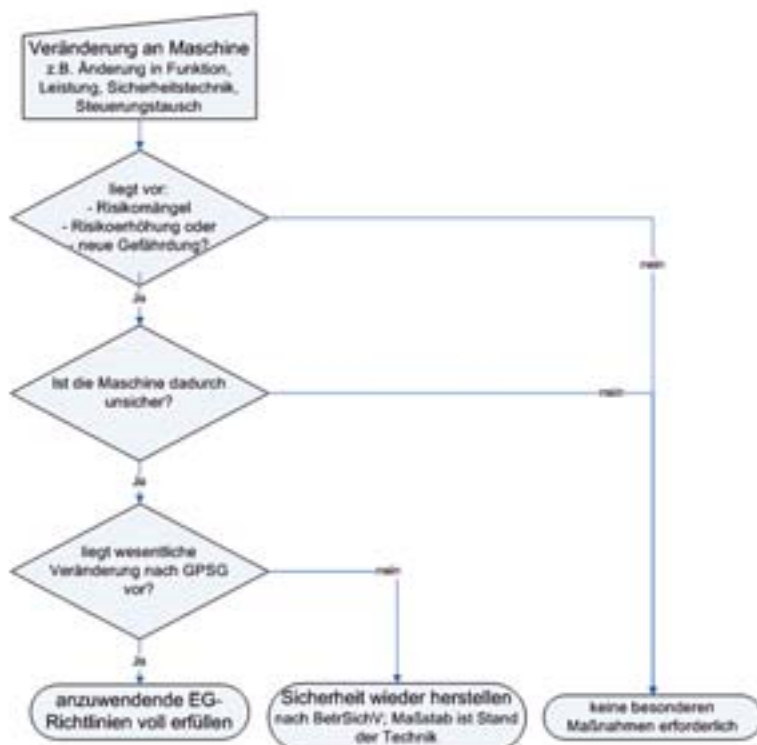 Veränderung an Maschine
z.B. Änderung in Funktion,
Leistung, Sicherheitstechnik,
Steuerungstausch
liegt vor:
- Risikomängel
- Risikoerhöhung oder
- neue Gefährdung?
nein
Ja
Ist die Maschine dadurch
unsicher?
nein
Ja
liegt wesentliche
Veränderung nach GPSG
vor?
nein
Ja
anzuwendende EG-
Richtlinien voll erfüllen
Sicherheit wieder herstellen
nach BetrSichV; Maßstab ist Stand
der Technik
keine besonderen
Maßnahmen erforderlich